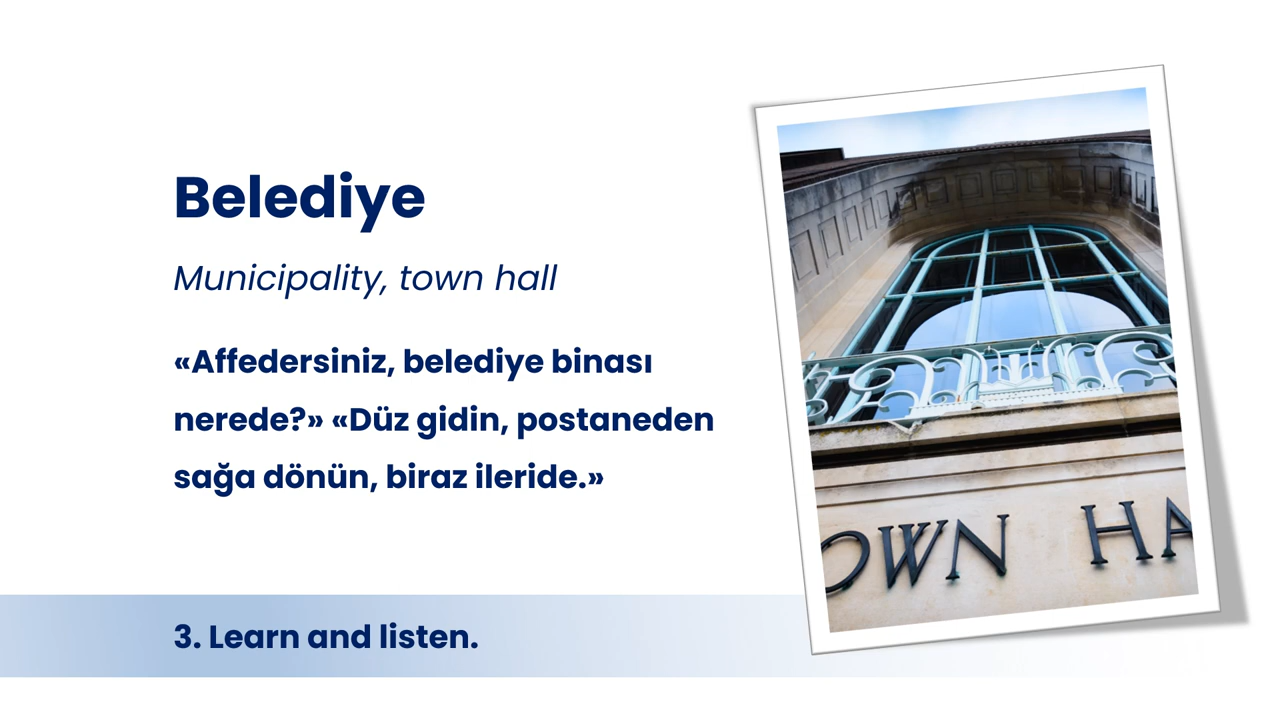 Belediye
Municipality, town hall
«Affedersiniz, belediye binası
nerede?» «Düz gidin, postaneden
sağa dönün, biraz ileride.»
OWN HA
3. Learn and listen.